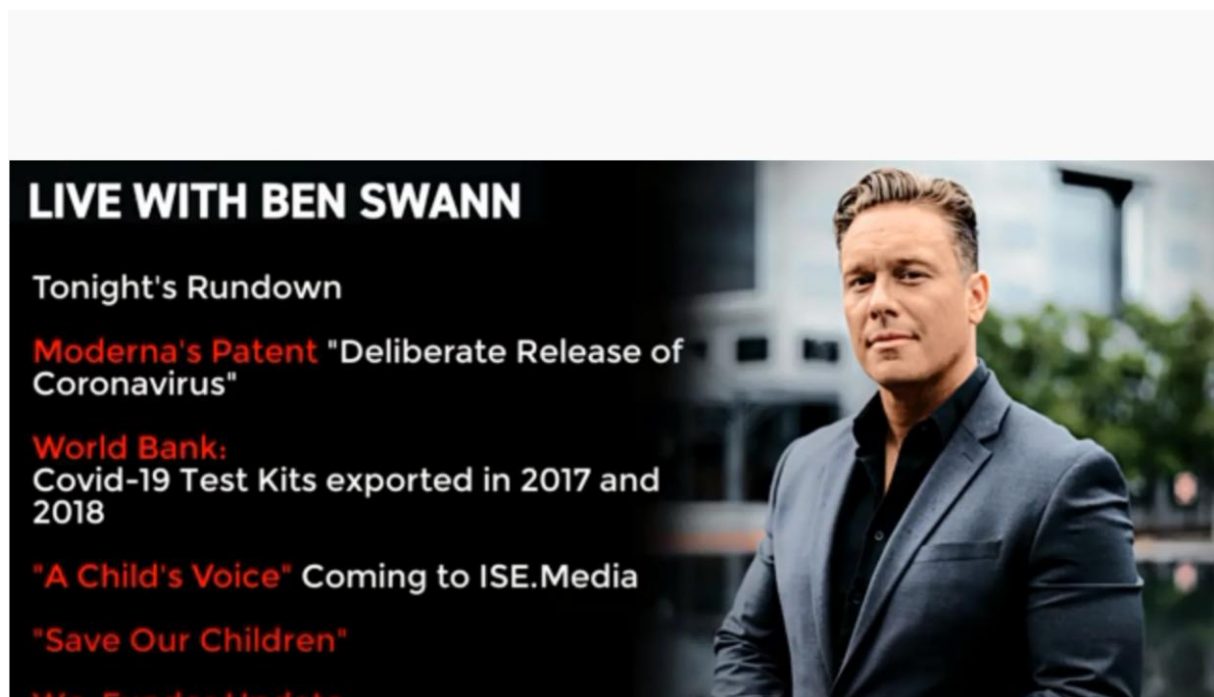 LIVE WITH BEN SWANN
Tonight's Rundown
Moderna's Patent "Deliberate Release of
Coronavirus"
World Bank:
Covid-19 Test Kits exported in 2017 and
2018
"A Child's Voice" Coming to ISE.Media
"Save Our Children"